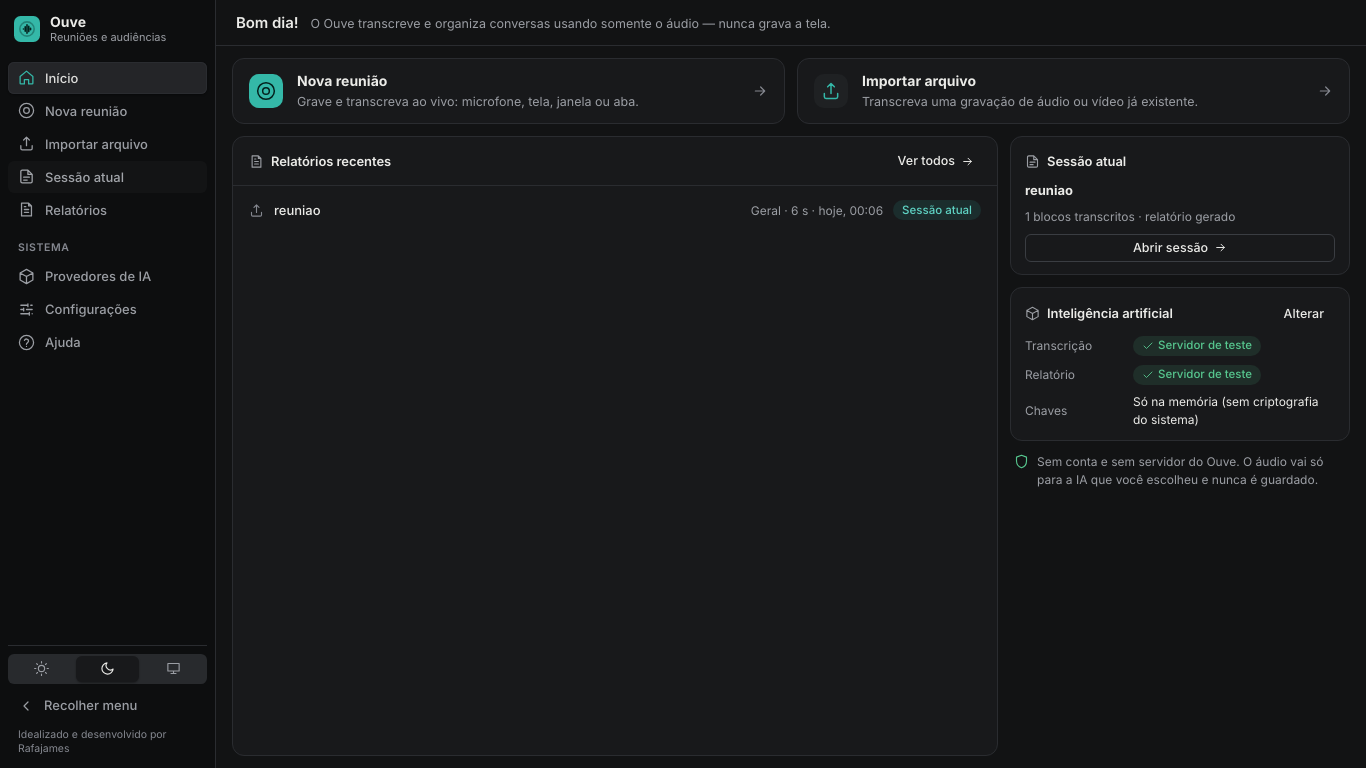 Ouve
Reuniões e audiências
Início
Nova reunião
Importar arquivo
Sessão atual
Relatórios
SISTEMA
Provedores de IA
Configurações
Ajuda
Recolher menu
Idealizado e desenvolvido por
Rafajames
Bom dia! O Ouve transcreve e organiza conversas usando somente o áudio — nunca grava a tela.
Nova reunião
Grave e transcreva ao vivo: microfone, tela, janela ou aba.
Importar arquivo
Transcreva uma gravação de áudio ou vídeo já existente.
Relatórios recentes Ver todos →
reuniao Geral · 6 s · hoje, 00:06 Sessão atual
Sessão atual
reuniao
1 blocos transcritos · relatório gerado
Abrir sessão →
Inteligência artificial Alterar
Transcrição Servidor de teste
Relatório Servidor de teste
Chaves Só na memória (sem criptografia
do sistema)
Sem conta e sem servidor do Ouve. O áudio vai só
para a IA que você escolheu e nunca é guardado.